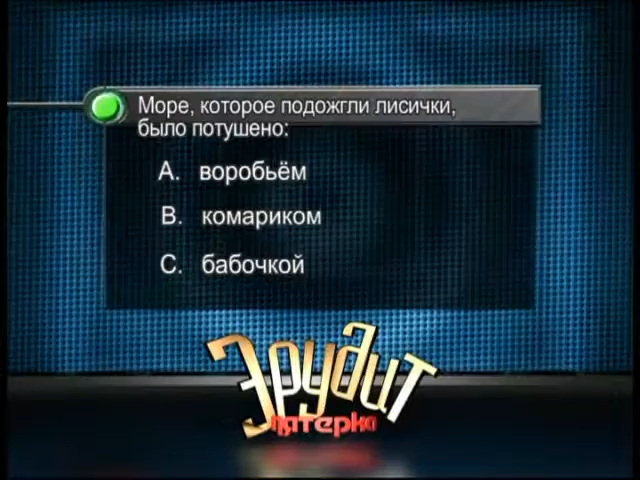 Море, которое подожгли лисички,
было потушено:
А. воробьём
В. комариком
С. бабочкой
Эрудит
пятерка